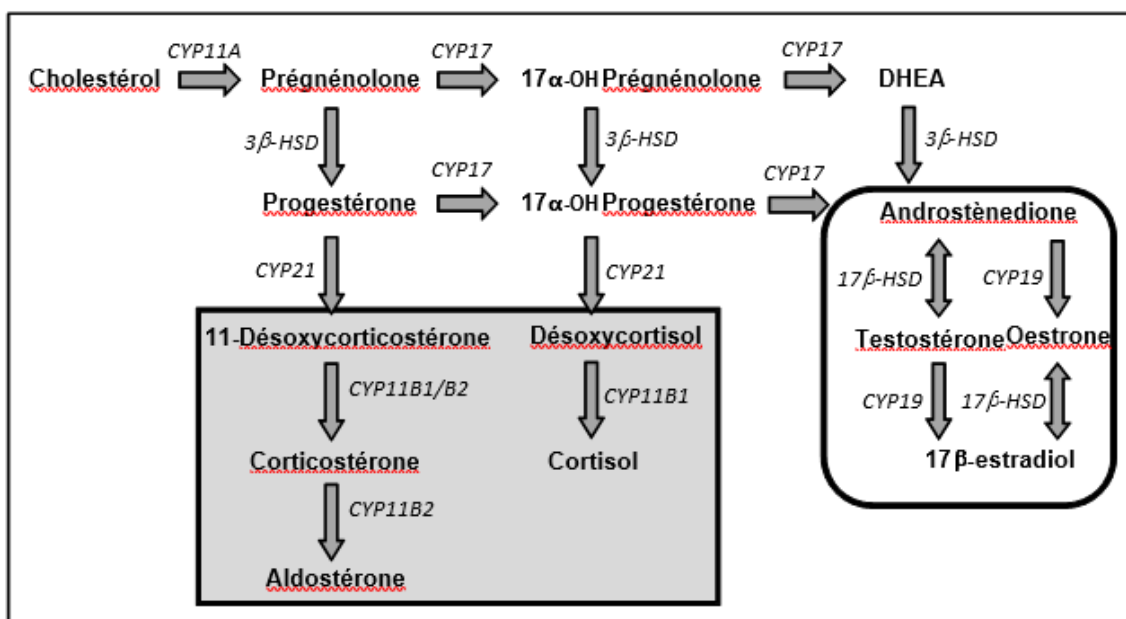 CYP11A CYP17 CYP17
Cholestérol Prégnénolone 17α-OH Prégnénolone DHEA
3β-HSD 3β-HSD 3β-HSD
CYP17 CYP17
Progestérone 17α-OH Progestérone
Androstènedione
CYP21 CYP21 17β-HSD CYP19
11-Désoxycorticostérone Désoxycortisol Testostérone Oestrone
CYP11B1/B2 CYP11B1 CYP19 17β-HSD
Corticostérone Cortisol 17β-estradiol
CYP11B2
Aldostérone